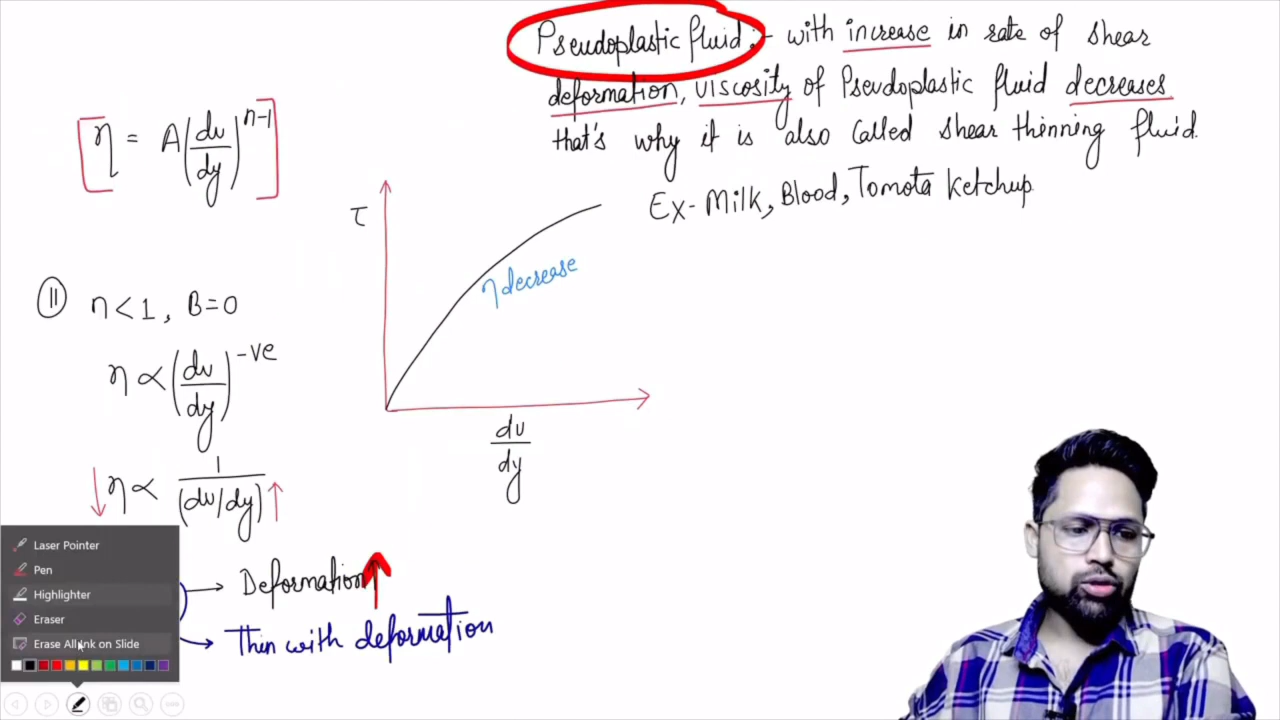 Pseudoplastic fluid :- with increase in rate of shear
deformation, viscosity of Pseudoplastic fluid decreases
that's why it is also called shear thinning fluid.
Ex- Milk, Blood, Tomota Ketchup
[η = A(du/dy)^n-1]
τ
η decrease
du/dy
II n < 1, B = 0
η ∝ (du/dy)^-ve
↓η ∝ 1/(du/dy)↑
→ Deformation↑
→ Thin with deformation
Laser Pointer
Pen
Highlighter
Eraser
Erase All Ink on Slide